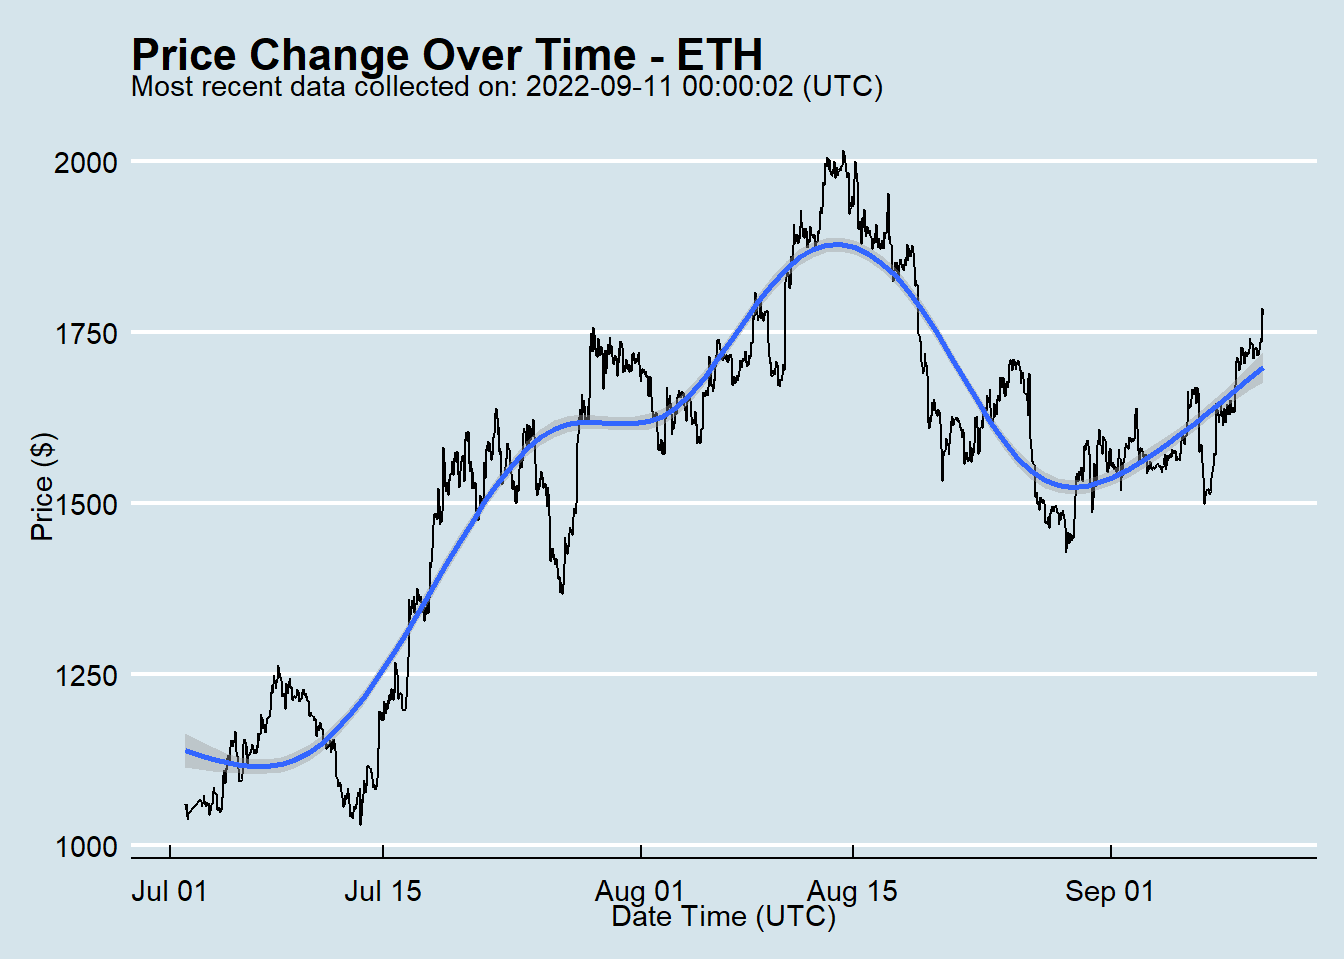 Price Change Over Time - ETH
Most recent data collected on: 2022-09-11 00:00:02 (UTC)
Price ($)
2000
1750
1500
1250
1000
Jul 01 Jul 15 Aug 01 Aug 15 Sep 01
Date Time (UTC)